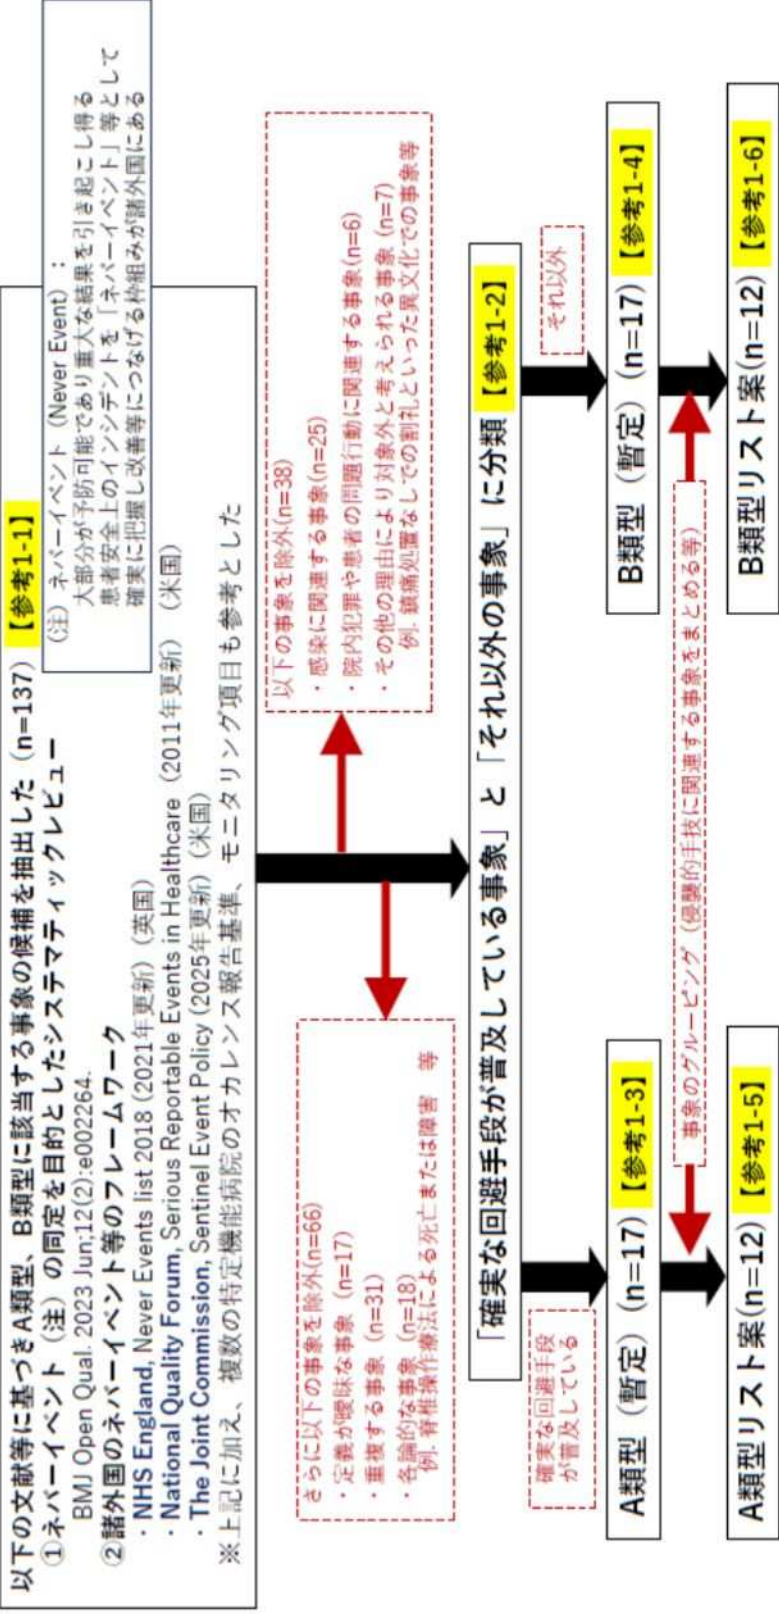 以下の文献等に基づきA類型、B類型に該当する事象の候補を抽出した（n=137）【参考1-1】
①ネバーイベント（注）の同定を目的としたシステマティックレビュー
BMJ Open Qual. 2023 Jun;12(2):e002264.
②諸外国のネバーイベント等のフレームワーク
・NHS England, Never Events list 2018 (2021年更新)（英国）
・National Quality Forum, Serious Reportable Events in Healthcare（2011年更新）（米国）
・The Joint Commission, Sentinel Event Policy (2025年更新)（米国）
※上記に加え、複数の特定機能病院のオカレンス報告基準、モニタリング項目も参考とした
（注）ネバーイベント（Never Event）：
大部分が予防可能であり重大な結果を引き起こし得る
患者安全上のインシデントを「ネバーイベント」等として
確実に把握し改善等につなげる枠組みが諸外国にある
以下の事象を除外(n=38)
・感染に関連する事象(n=25)
・院内犯罪や患者の問題行動に関連する事象(n=6)
・その他の理由により対象外と考えられる事象 (n=7)
例. 鎮痛処置なしでの割礼といった異文化での事象等
さらに以下の事象を除外(n=66)
・定義が曖昧な事象（n=17）
・重複する事象（n=31）
・各論的な事象（n=18）
例. 脊椎操作療法による死亡または障害　等
「確実な回避手段が普及している事象」と「それ以外の事象」に分類【参考1-2】
確実な回避手段
が普及している
それ以外
A類型（暫定）(n=17)【参考1-3】
B類型（暫定）(n=17)【参考1-4】
事象のグルーピング（侵襲的手技に関連する事象をまとめる等）
A類型リスト案(n=12)【参考1-5】
B類型リスト案(n=12)【参考1-6】